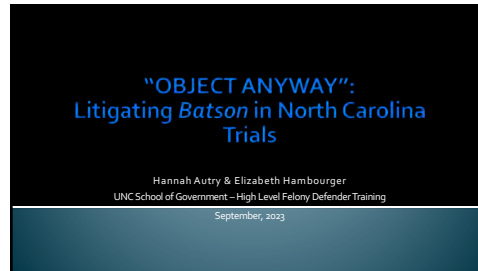 "OBJECT ANYWAY":
Litigating Batson in North Carolina
Trials
Hannah Autry & Elizabeth Hambourger
UNC School of Government – High Level Felony Defender Training
September, 2023